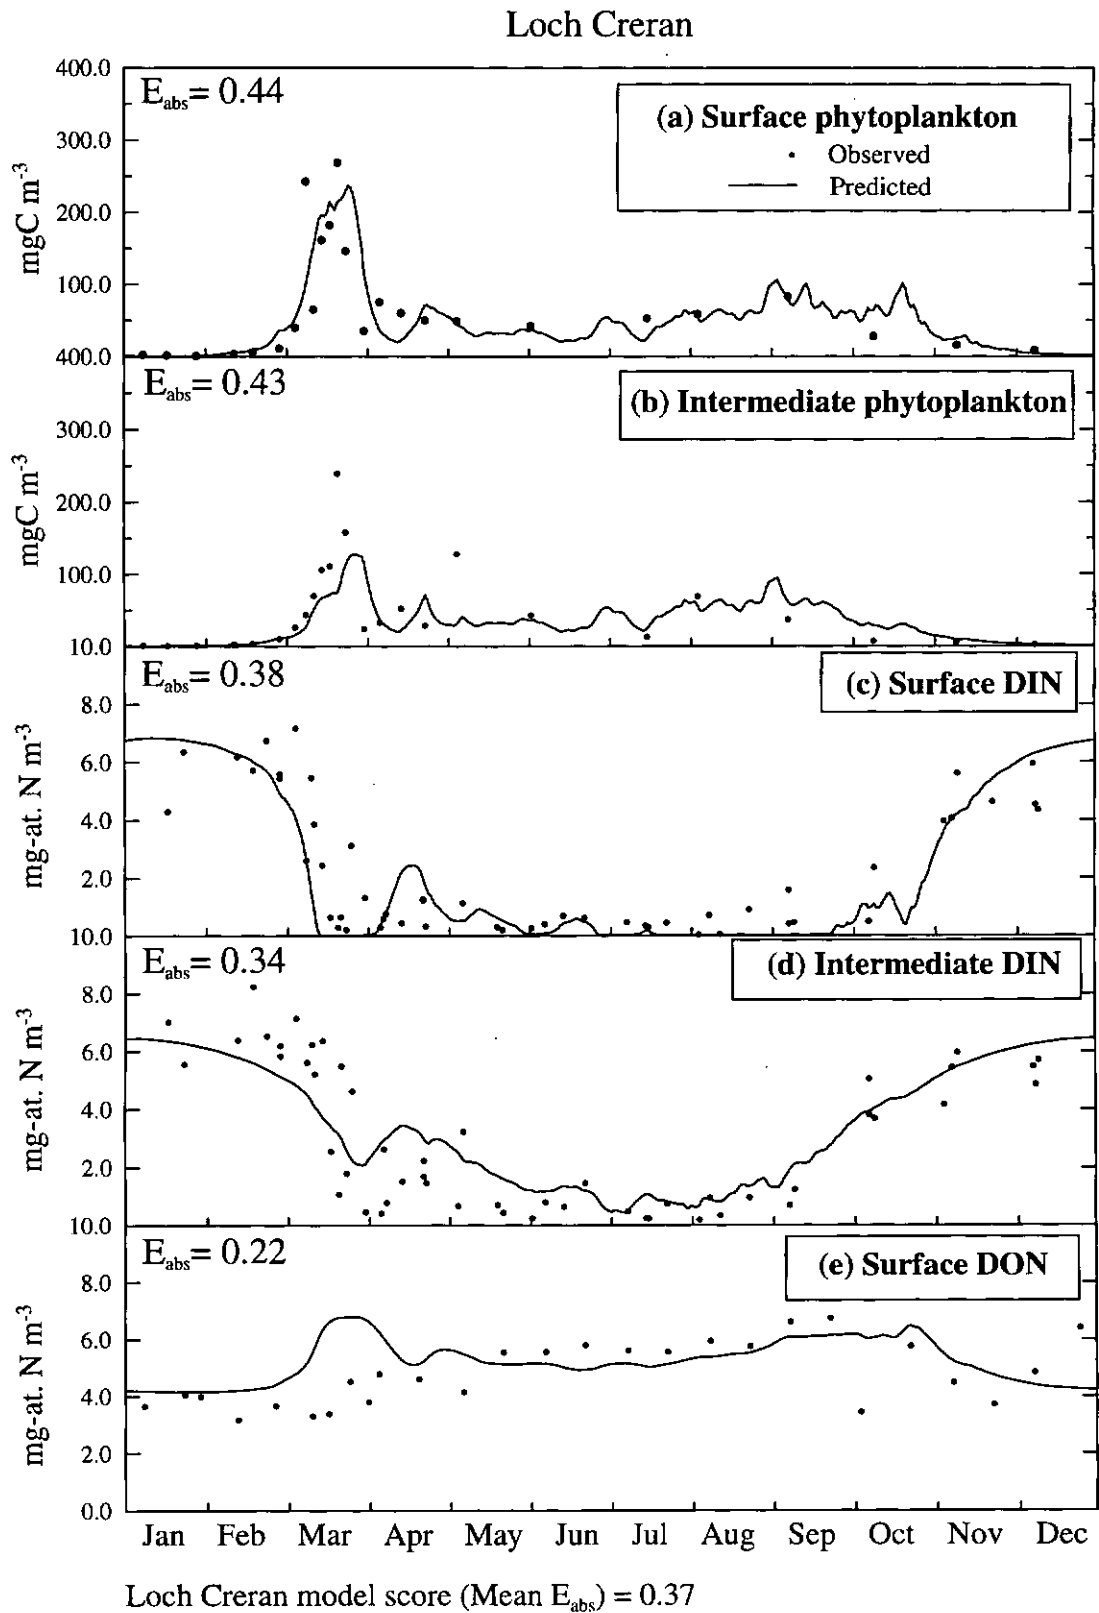 Loch Creran
400.0
E_abs = 0.44
(a) Surface phytoplankton
Observed
Predicted
300.0
200.0
100.0
mgC m⁻³
400.0
E_abs = 0.43
(b) Intermediate phytoplankton
300.0
200.0
100.0
mgC m⁻³
10.0
E_abs = 0.38
(c) Surface DIN
8.0
6.0
4.0
2.0
mg-at. N m⁻³
10.0
E_abs = 0.34
(d) Intermediate DIN
8.0
6.0
4.0
2.0
mg-at. N m⁻³
10.0
E_abs = 0.22
(e) Surface DON
8.0
6.0
4.0
2.0
0.0
mg-at. N m⁻³
Jan Feb Mar Apr May Jun Jul Aug Sep Oct Nov Dec
Loch Creran model score (Mean E_abs) = 0.37